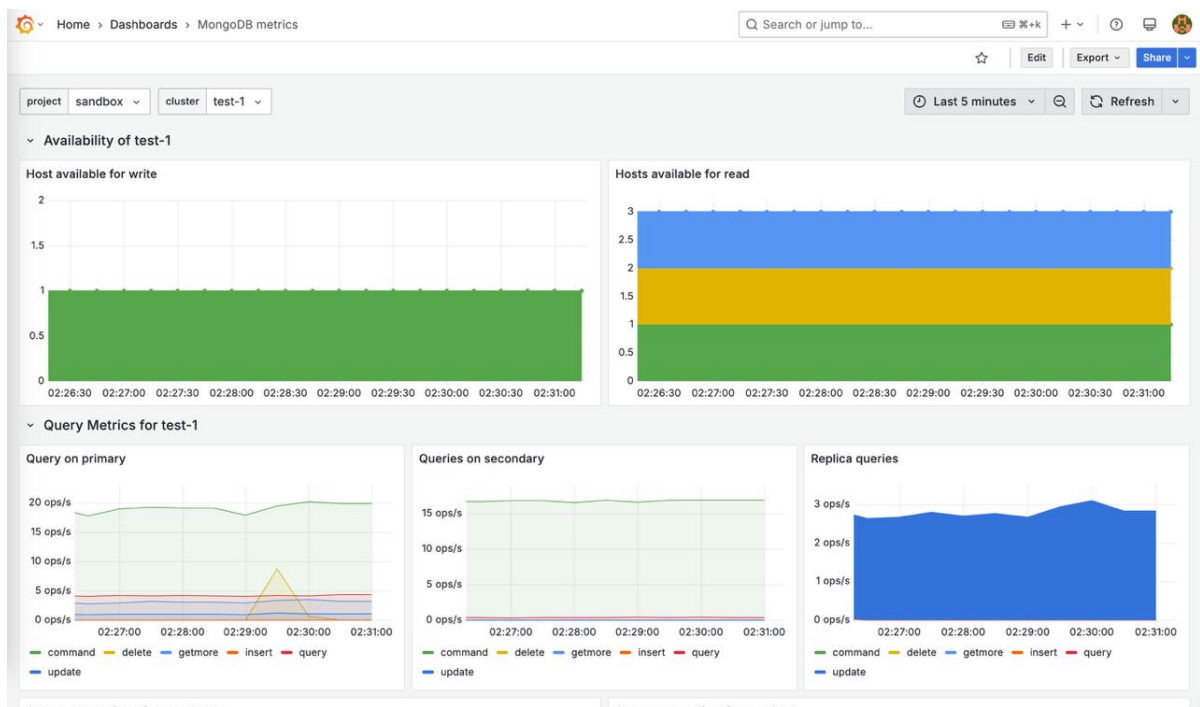 Home › Dashboards › MongoDB metrics
Search or jump to...
⌘+k
Edit
Export
Share
project sandbox
cluster test-1
Last 5 minutes
Refresh
Availability of test-1
Host available for write
2
1.5
1
0.5
0
02:26:30 02:27:00 02:27:30 02:28:00 02:28:30 02:29:00 02:29:30 02:30:00 02:30:30 02:31:00
Hosts available for read
3
2.5
2
1.5
1
0.5
0
02:26:30 02:27:00 02:27:30 02:28:00 02:28:30 02:29:00 02:29:30 02:30:00 02:30:30 02:31:00
Query Metrics for test-1
Query on primary
20 ops/s
15 ops/s
10 ops/s
5 ops/s
0 ops/s
02:27:00 02:28:00 02:29:00 02:30:00 02:31:00
command delete getmore insert query
update
Queries on secondary
15 ops/s
10 ops/s
5 ops/s
0 ops/s
02:27:00 02:28:00 02:29:00 02:30:00 02:31:00
command delete getmore insert query
update
Replica queries
3 ops/s
2 ops/s
1 ops/s
0 ops/s
02:27:00 02:28:00 02:29:00 02:30:00 02:31:00
command delete getmore insert query
update